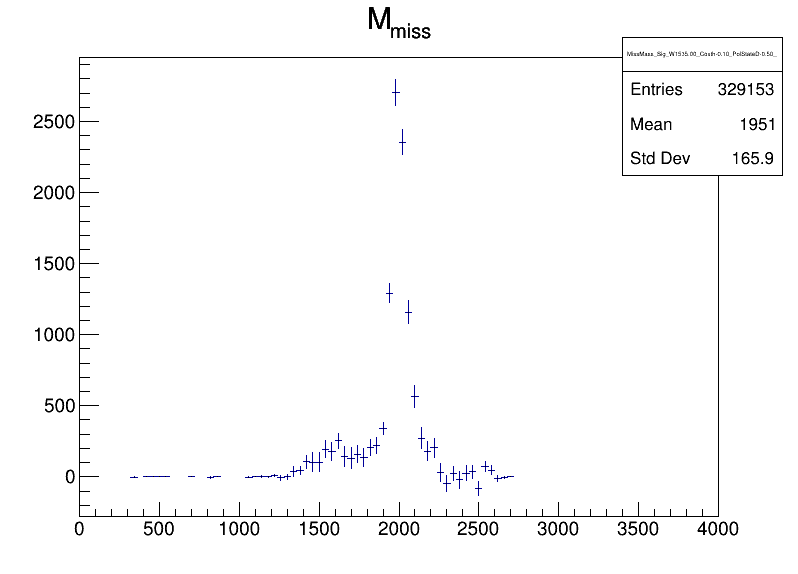 M_miss
MissMass_Sig_W1535.00_Costh-0.10_PolStateD-0.50_
Entries 329153
Mean 1951
Std Dev 165.9
2500
2000
1500
1000
500
0
0 500 1000 1500 2000 2500 3000 3500 4000